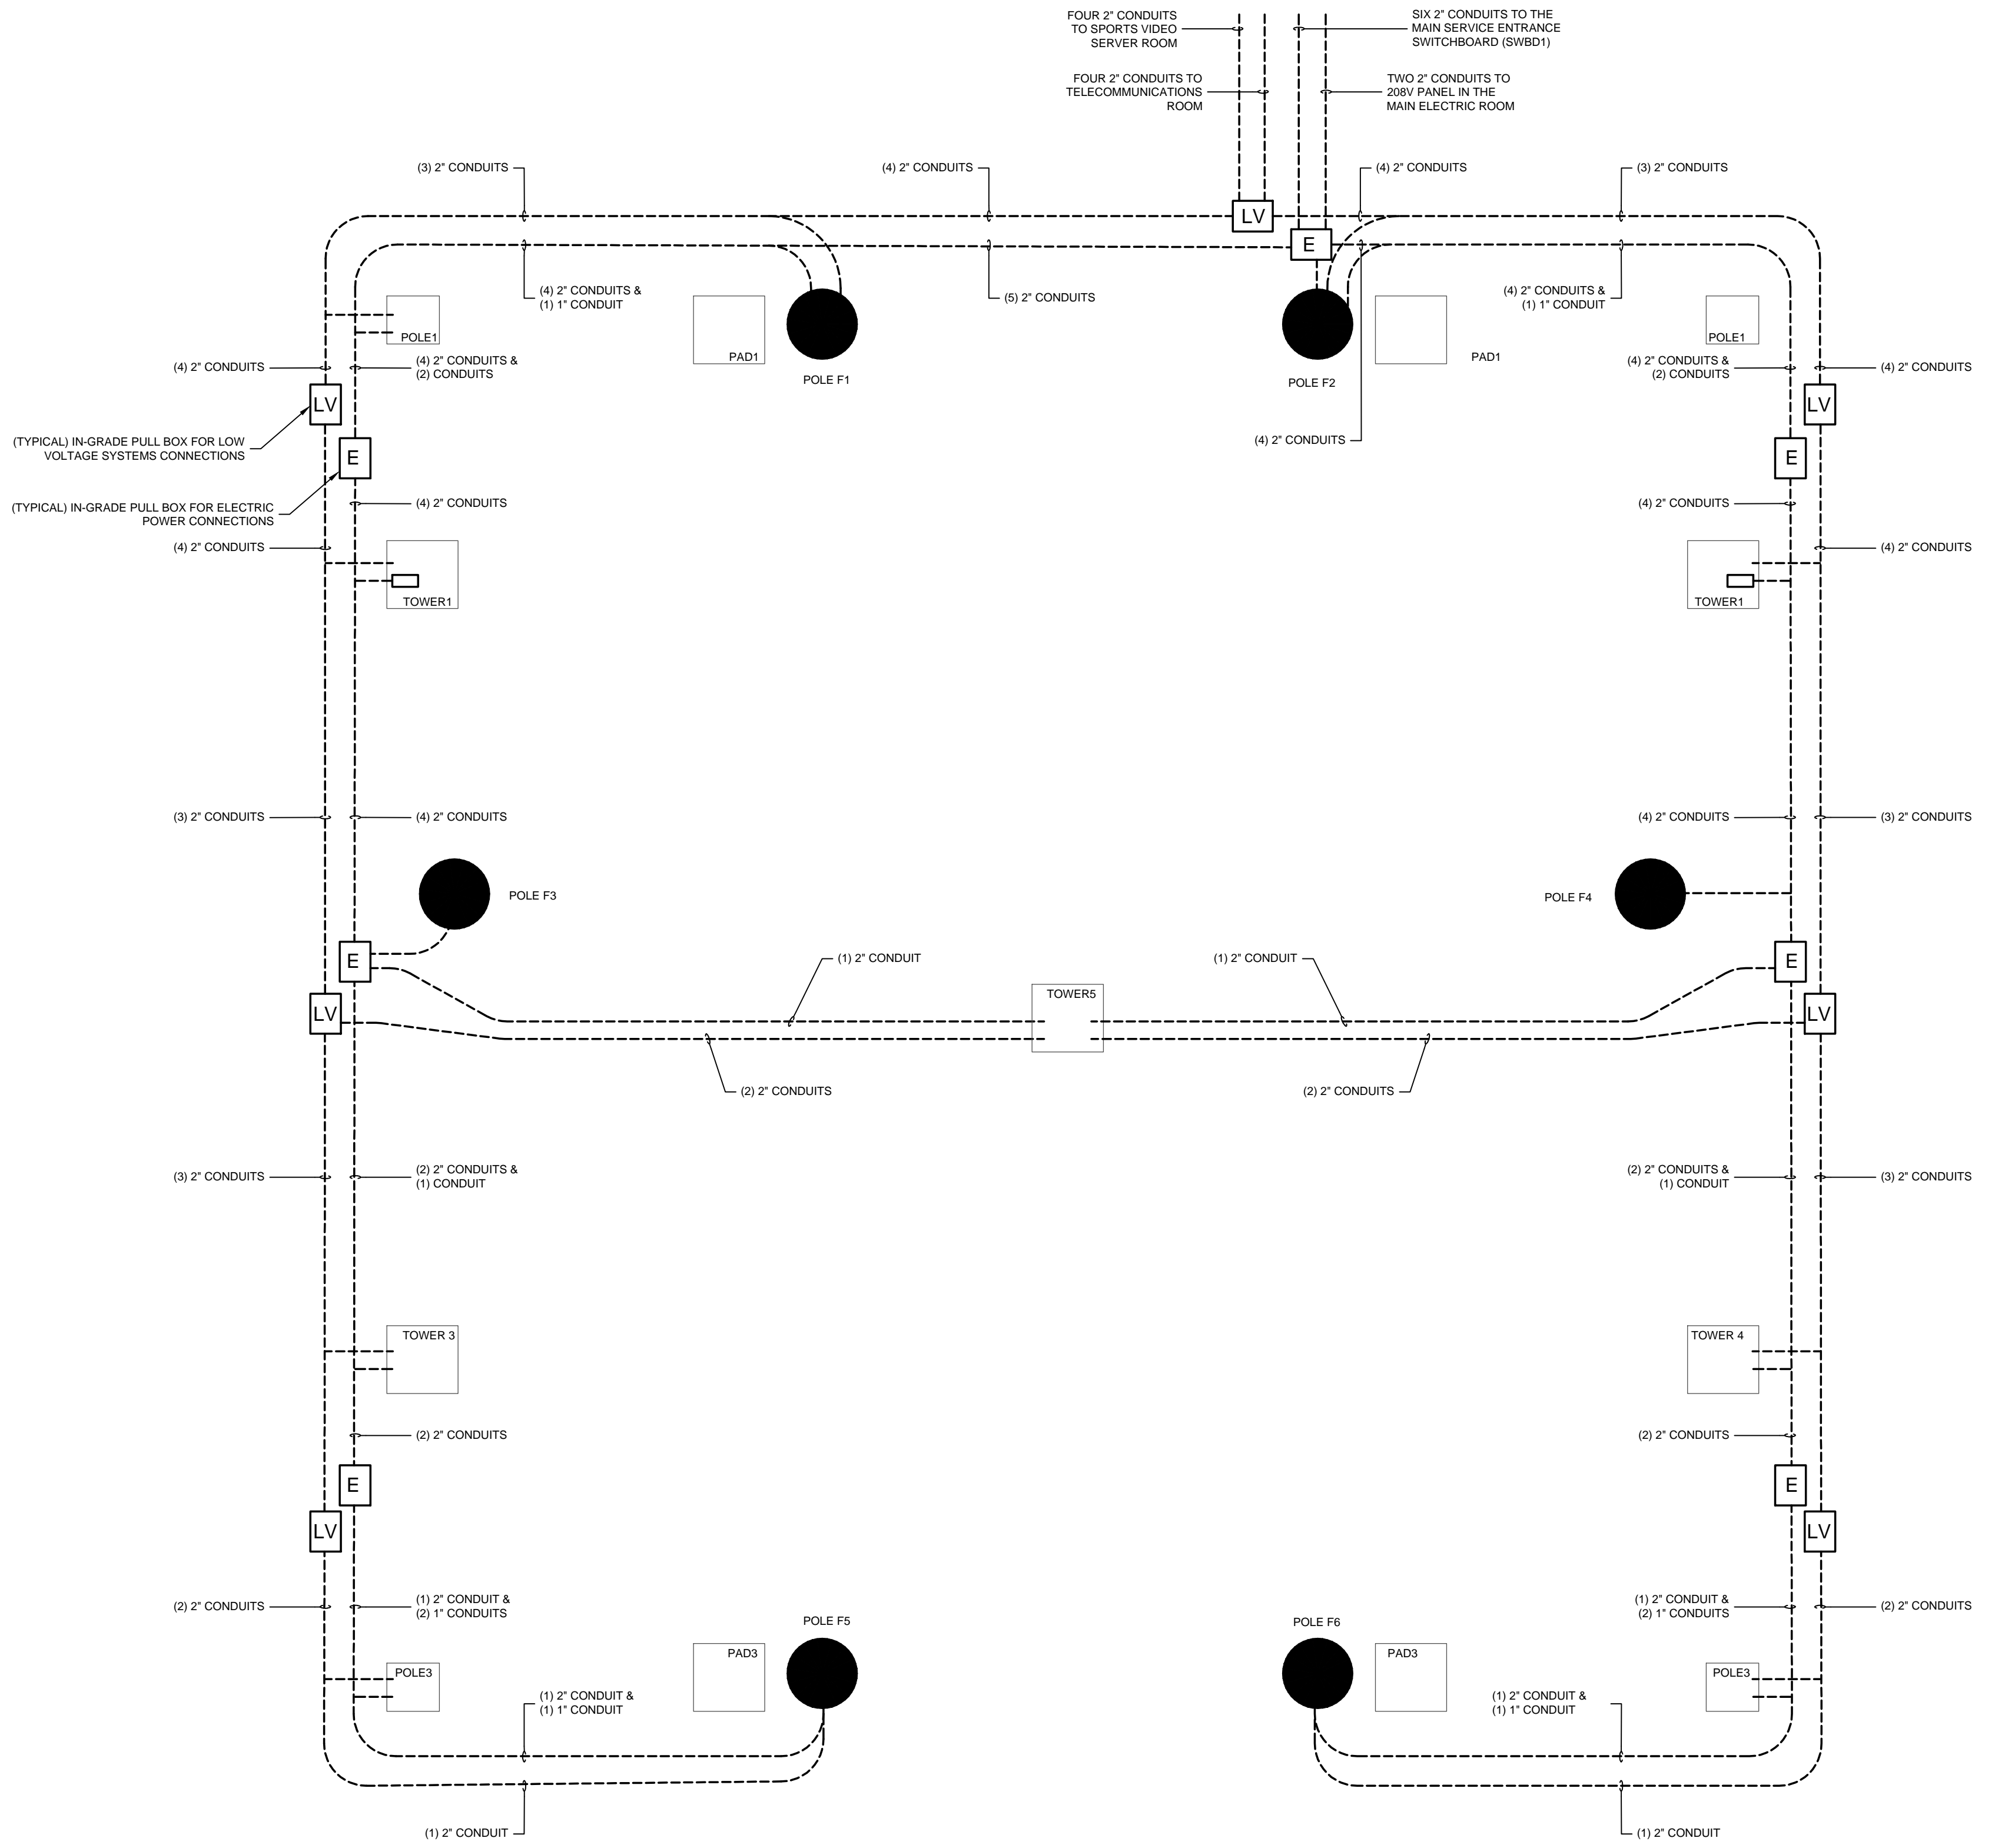 FOUR 2" CONDUITS
TO SPORTS VIDEO
SERVER ROOM
SIX 2" CONDUITS TO THE
MAIN SERVICE ENTRANCE
SWITCHBOARD (SWBD1)
FOUR 2" CONDUITS TO
TELECOMMUNICATIONS
ROOM
TWO 2" CONDUITS TO
208V PANEL IN THE
MAIN ELECTRIC ROOM
(3) 2" CONDUITS
(4) 2" CONDUITS
(4) 2" CONDUITS
(3) 2" CONDUITS
LV
E
(4) 2" CONDUITS &
(1) 1" CONDUIT
(5) 2" CONDUITS
(4) 2" CONDUITS &
(1) 1" CONDUIT
POLE1
PAD1
POLE F1
POLE F2
PAD1
POLE1
(4) 2" CONDUITS
(4) 2" CONDUITS &
(2) CONDUITS
(4) 2" CONDUITS &
(2) CONDUITS
(4) 2" CONDUITS
LV
LV
(TYPICAL) IN-GRADE PULL BOX FOR LOW
VOLTAGE SYSTEMS CONNECTIONS
(4) 2" CONDUITS
E
E
(TYPICAL) IN-GRADE PULL BOX FOR ELECTRIC
POWER CONNECTIONS
(4) 2" CONDUITS
(4) 2" CONDUITS
(4) 2" CONDUITS
(4) 2" CONDUITS
TOWER1
TOWER1
(3) 2" CONDUITS
(4) 2" CONDUITS
(4) 2" CONDUITS
(3) 2" CONDUITS
POLE F3
POLE F4
E
(1) 2" CONDUIT
(1) 2" CONDUIT
E
TOWER5
LV
LV
(2) 2" CONDUITS
(2) 2" CONDUITS
(3) 2" CONDUITS
(2) 2" CONDUITS &
(1) CONDUIT
(2) 2" CONDUITS &
(1) CONDUIT
(3) 2" CONDUITS
TOWER 3
TOWER 4
(2) 2" CONDUITS
(2) 2" CONDUITS
E
E
LV
LV
(2) 2" CONDUITS
(1) 2" CONDUIT &
(2) 1" CONDUITS
(1) 2" CONDUIT &
(2) 1" CONDUITS
(2) 2" CONDUITS
POLE F5
POLE F6
POLE3
PAD3
PAD3
POLE3
(1) 2" CONDUIT &
(1) 1" CONDUIT
(1) 2" CONDUIT &
(1) 1" CONDUIT
(1) 2" CONDUIT
(1) 2" CONDUIT